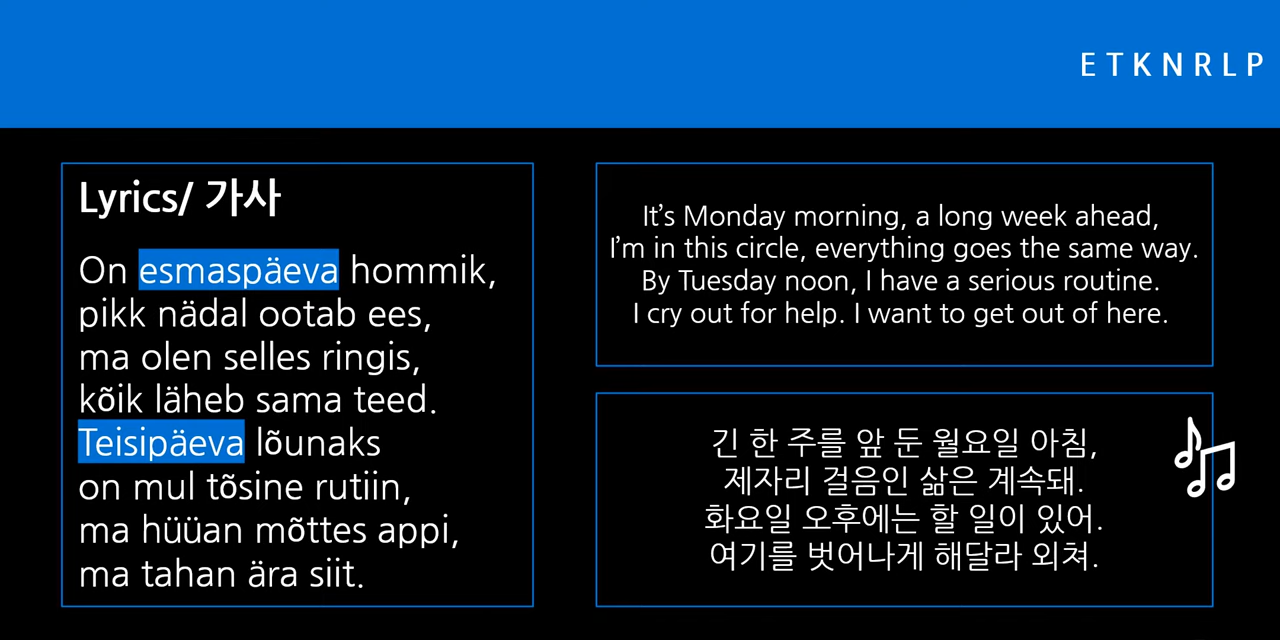 E T K N R L P
Lyrics/ 가사
On esmaspäeva hommik,
pikk nädal ootab ees,
ma olen selles ringis,
kõik läheb sama teed.
Teisipäeva lõunaks
on mul tõsine rutiin,
ma hüüan mõttes appi,
ma tahan ära siit.
It’s Monday morning, a long week ahead,
I’m in this circle, everything goes the same way.
By Tuesday noon, I have a serious routine.
I cry out for help. I want to get out of here.
긴 한 주를 앞 둔 월요일 아침,
제자리 걸음인 삶은 계속돼.
화요일 오후에는 할 일이 있어.
여기를 벗어나게 해달라 외쳐.